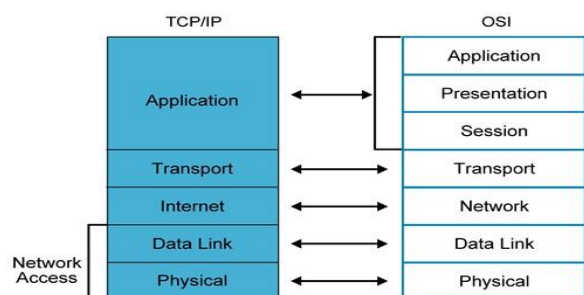 TCP/IP
OSI
Application
Transport
Internet
Data Link
Physical
Network
Access
Application
Presentation
Session
Transport
Network
Data Link
Physical